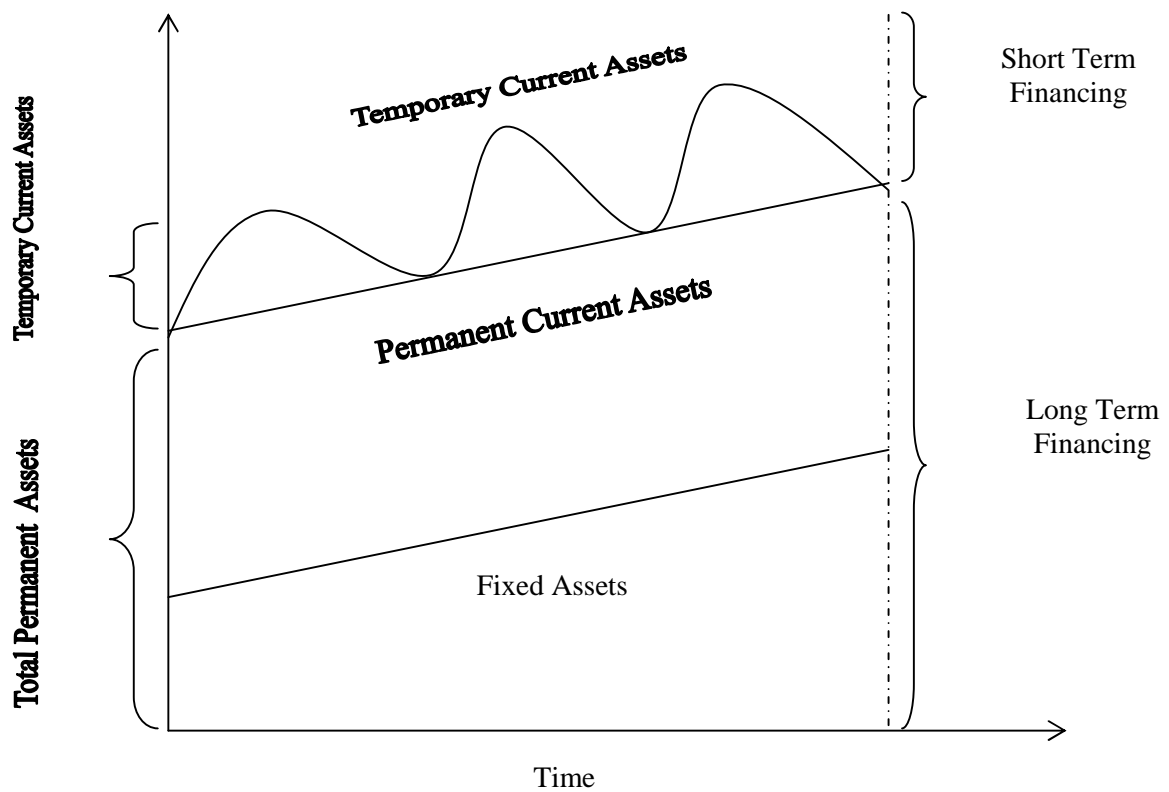 Short Term
Financing
Temporary Current Assets
Temporary Current Assets
Permanent Current Assets
Long Term
Financing
Total Permanent Assets
Fixed Assets
Time